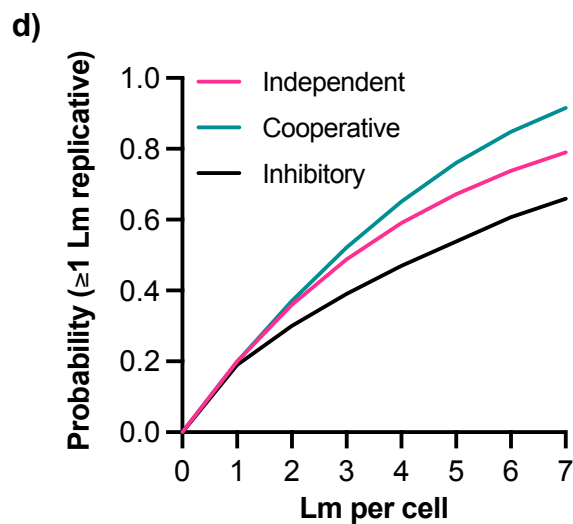 d)
Probability (≥1 Lm replicative)
1.0
0.8
0.6
0.4
0.2
0.0
Independent
Cooperative
Inhibitory
0 1 2 3 4 5 6 7
Lm per cell